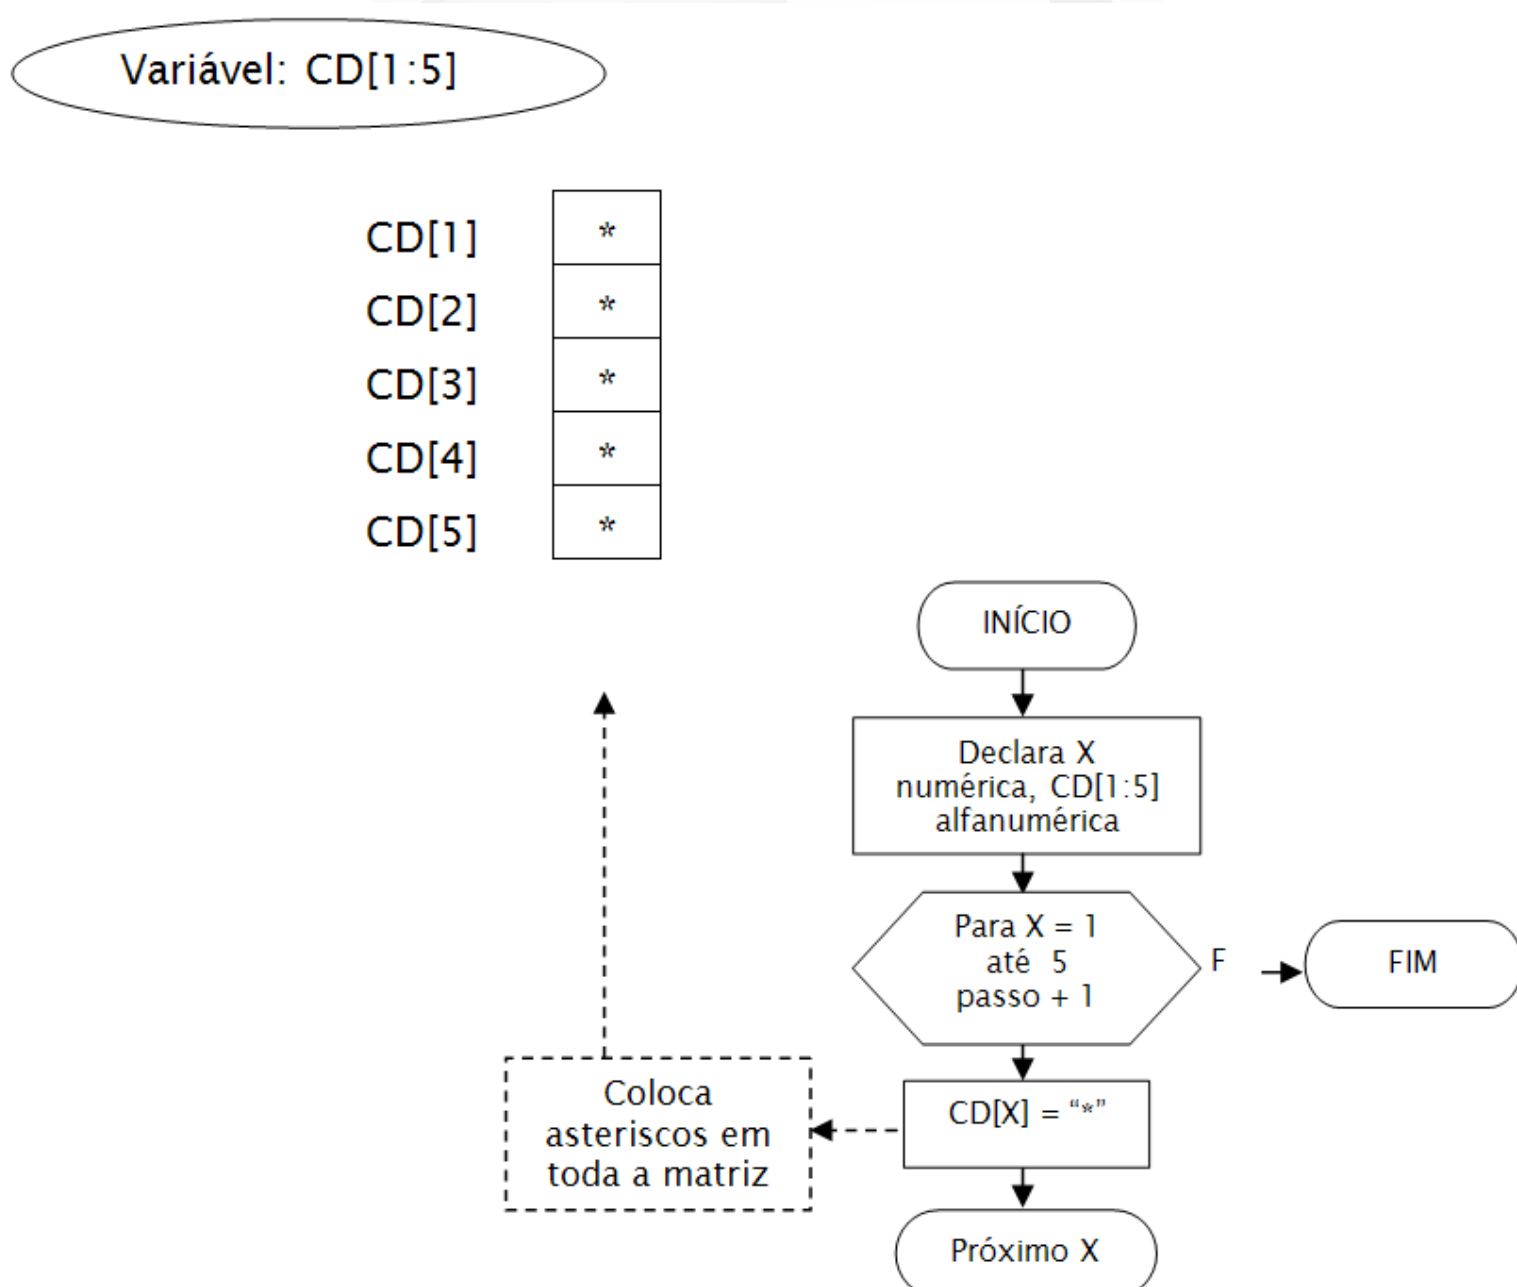 Variável: CD[1:5]
CD[1] *
CD[2] *
CD[3] *
CD[4] *
CD[5] *
INÍCIO
Declara X
numérica, CD[1:5]
alfanumérica
Para X = 1
até 5
passo + 1
F
FIM
Coloca
asteriscos em
toda a matriz
CD[X] = “*”
Próximo X